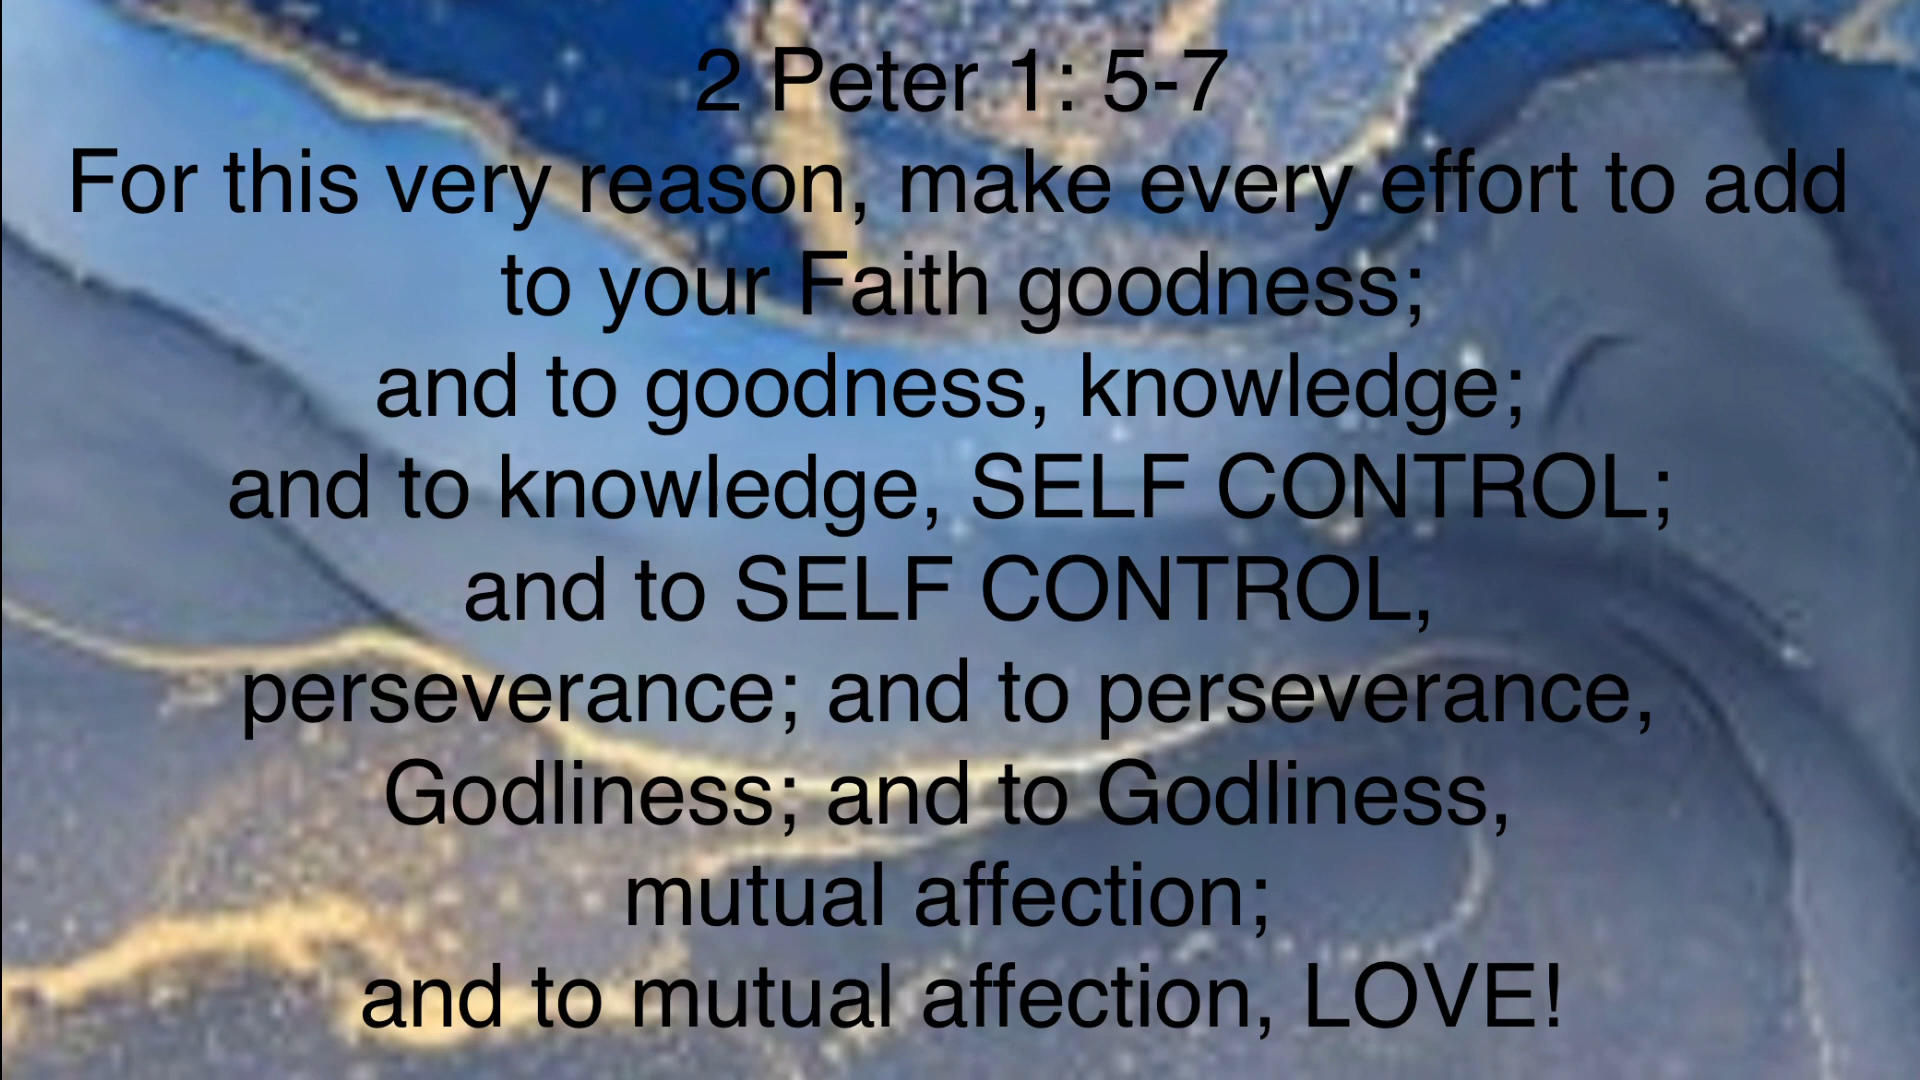 2 Peter 1: 5-7
For this very reason, make every effort to add
to your Faith goodness;
and to goodness, knowledge;
and to knowledge, SELF CONTROL;
and to SELF CONTROL,
perseverance; and to perseverance,
Godliness; and to Godliness,
mutual affection;
and to mutual affection, LOVE!